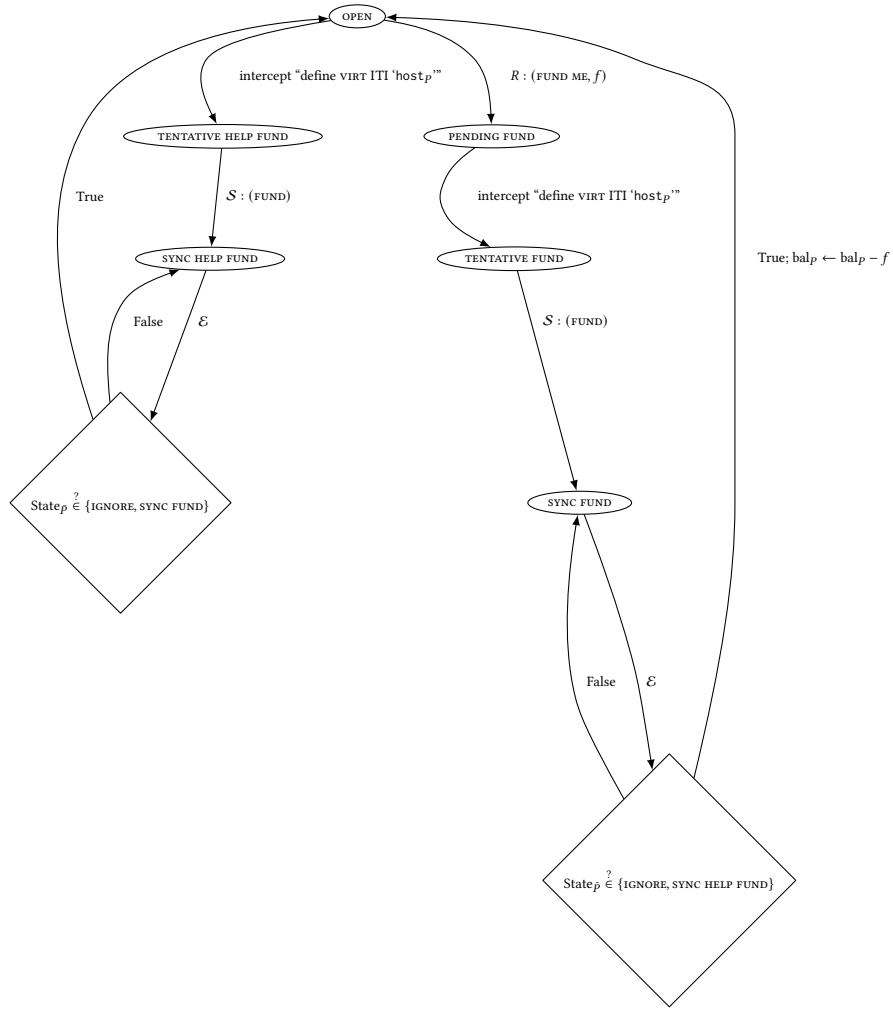 OPEN
intercept “define VIRT ITI ‘host_P’”
R : (FUND ME, f)
TENTATIVE HELP FUND
PENDING FUND
True
𝒮 : (FUND)
intercept “define VIRT ITI ‘host_P’”
SYNC HELP FUND
TENTATIVE FUND
True; bal_P ← bal_P − f
False
ℰ
𝒮 : (FUND)
State_P̄ ∈? {IGNORE, SYNC FUND}
SYNC FUND
False
ℰ
State_P̄ ∈? {IGNORE, SYNC HELP FUND}